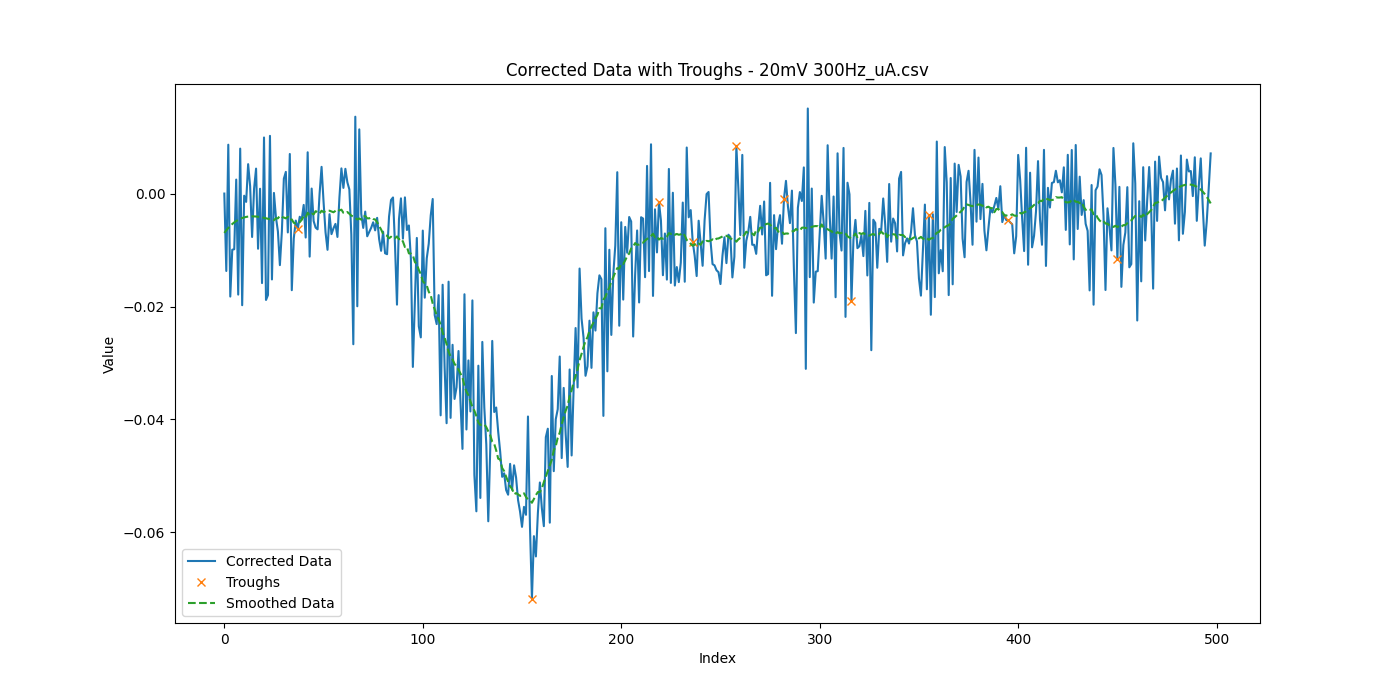 Corrected Data with Troughs - 20mV 300Hz_uA.csv
0.00
−0.02
−0.04
−0.06
Value
Corrected Data
Troughs
Smoothed Data
0 100 200 300 400 500
Index